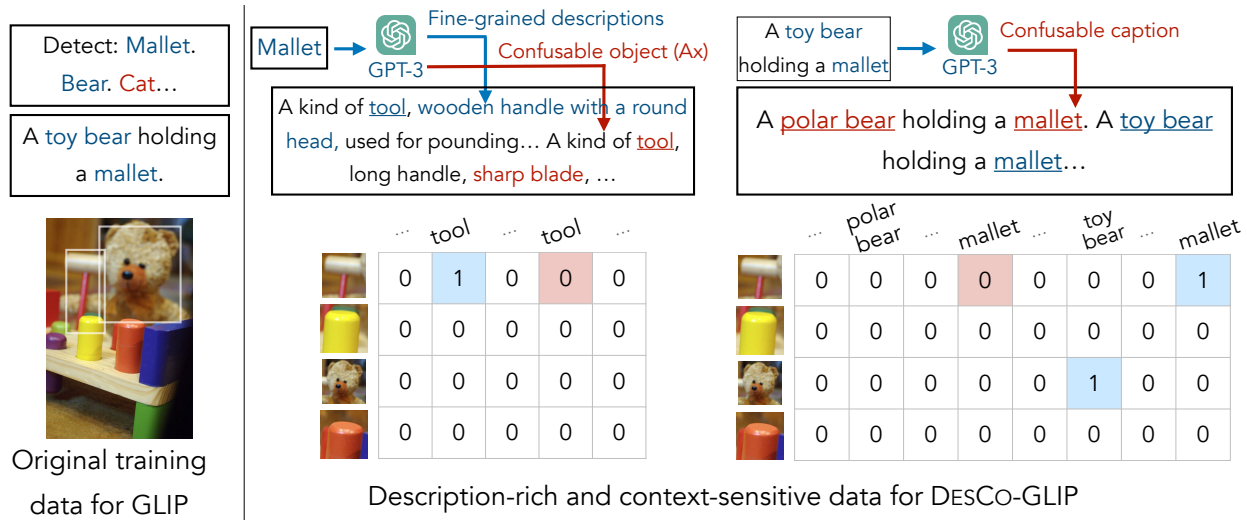 Detect: Mallet.
Bear. Cat…
A toy bear holding
a mallet.
Original training
data for GLIP
Mallet
GPT-3
Fine-grained descriptions
Confusable object (Ax)
A kind of tool, wooden handle with a round
head, used for pounding… A kind of tool,
long handle, sharp blade, …
… tool … tool …
0 1 0 0 0
0 0 0 0 0
0 0 0 0 0
0 0 0 0 0
A toy bear
holding a mallet
GPT-3
Confusable caption
A polar bear holding a mallet. A toy bear
holding a mallet…
… polar bear … mallet … toy bear … mallet
0 0 0 0 0 0 0 1
0 0 0 0 0 0 0 0
0 0 0 0 0 1 0 0
0 0 0 0 0 0 0 0
Description-rich and context-sensitive data for DESCO-GLIP